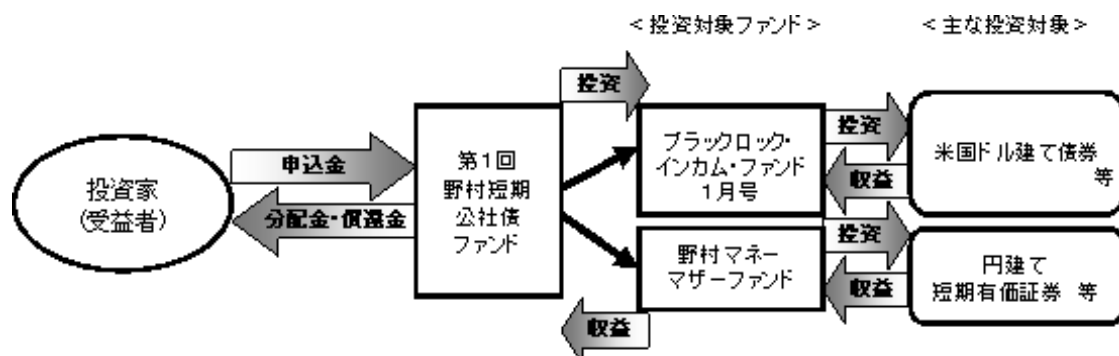 ＜投資対象ファンド＞
＜主な投資対象＞
投資
申込金
分配金・償還金
投資家
(受益者)
第1回
野村短期
公社債
ファンド
ブラックロック・
インカム・ファンド
1月号
投資
収益
米国ドル建て債券
等
野村マネー
マザーファンド
投資
収益
円建て
短期有価証券 等
収益